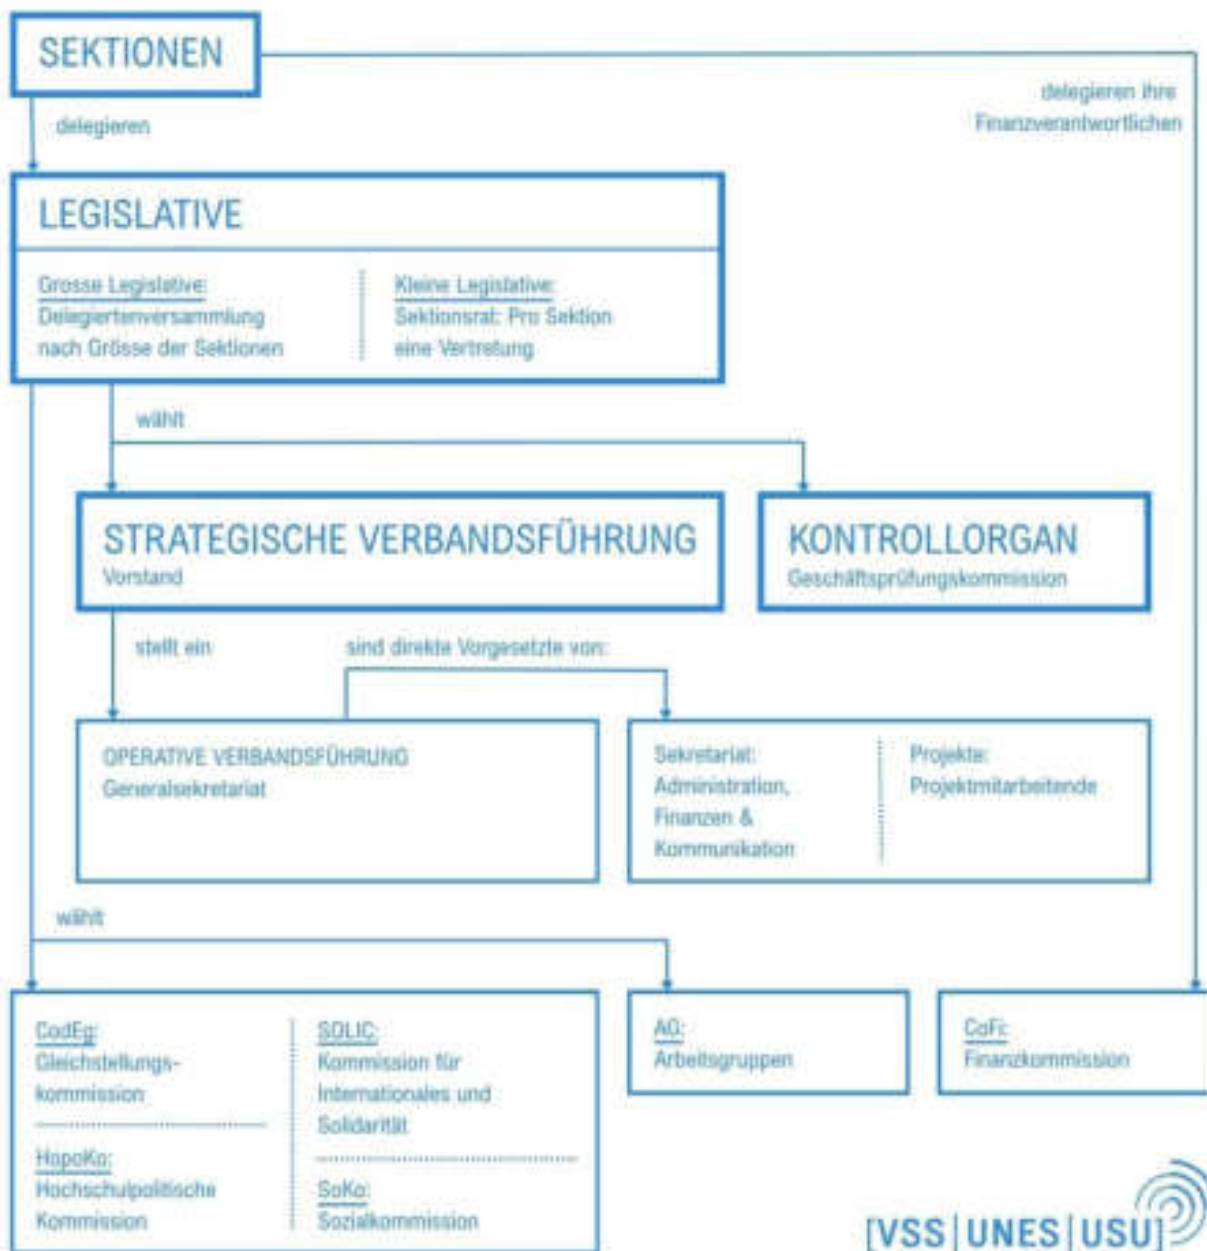 SEKTIONEN
delegieren
delegieren ihre
Finanzverantwortlichen
LEGISLATIVE
Grosse Legislative:
Delegiertenversammlung
nach Grösse der Sektionen
Kleine Legislative:
Sektionsrat: Pro Sektion
eine Vertretung
wählt
STRATEGISCHE VERBANDSFÜHRUNG
Vorstand
KONTROLLORGAN
Geschäftsprüfungskommission
stellt ein
sind direkte Vorgesetzte von:
OPERATIVE VERBANDSFÜHRUNG
Generalsekretariat
Sekretariat:
Administration,
Finanzen &
Kommunikation
Projekte:
Projektmitarbeitende
wählt
CodEg:
Gleichstellungs-
kommission
HopoKo:
Hochschulpolitische
Kommission
SOLIC:
Kommission für
Internationales und
Solidarität
SoKo:
Sozialkommission
AG:
Arbeitsgruppen
CoFi:
Finanzkommission
[VSS|UNES|USU]